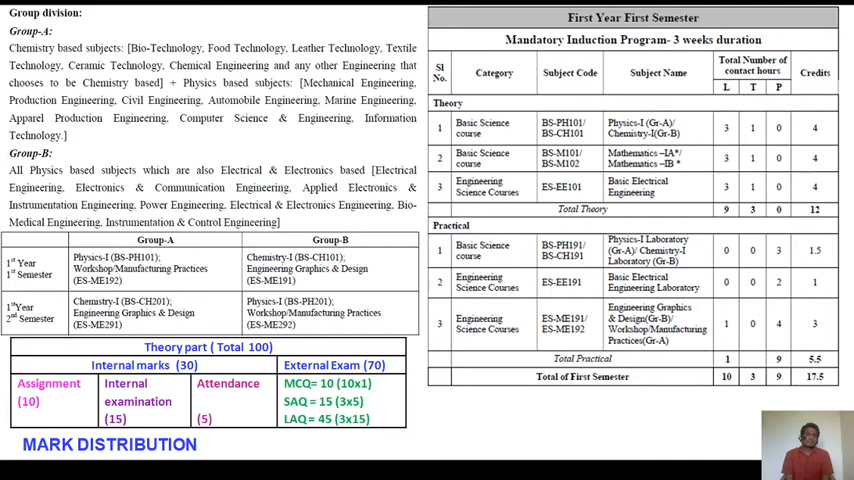 Group division:
Group-A:
Chemistry based subjects: [Bio-Technology, Food Technology, Leather Technology, Textile
Technology, Ceramic Technology, Chemical Engineering and any other Engineering that
chooses to be Chemistry based] + Physics based subjects: [Mechanical Engineering,
Production Engineering, Civil Engineering, Automobile Engineering, Marine Engineering,
Apparel Production Engineering, Computer Science & Engineering, Information
Technology.]
Group-B:
All Physics based subjects which are also Electrical & Electronics based [Electrical
Engineering, Electronics & Communication Engineering, Applied Electronics &
Instrumentation Engineering, Power Engineering, Electrical & Electronics Engineering, Bio-
Medical Engineering, Instrumentation & Control Engineering]
Group-A Group-B
1st Year
1st Semester
Physics-I (BS-PH101);
Workshop/Manufacturing Practices
(ES-ME192)
Chemistry-I (BS-CH101);
Engineering Graphics & Design
(ES-ME191)
1stYear
2nd Semester
Chemistry-I (BS-CH201);
Engineering Graphics & Design
(ES-ME291)
Physics-I (BS-PH201);
Workshop/Manufacturing Practices
(ES-ME292)
Theory part ( Total 100)
Internal marks (30) External Exam (70)
Assignment
(10)
Internal
examination
(15)
Attendance
(5)
MCQ= 10 (10x1)
SAQ = 15 (3x5)
LAQ = 45 (3x15)
MARK DISTRIBUTION
First Year First Semester
Mandatory Induction Program- 3 weeks duration
Sl
No.
Category
Subject Code
Subject Name
Total Number of
contact hours
Credits
L T P
Theory
1
Basic Science
course
BS-PH101/
BS-CH101
Physics-I (Gr-A)/
Chemistry-I(Gr-B)
3 1 0 4
2
Basic Science
course
BS-M101/
BS-M102
Mathematics –IA*/
Mathematics –IB *
3 1 0 4
3
Engineering
Science Courses
ES-EE101
Basic Electrical
Engineering
3 1 0 4
Total Theory 9 3 0 12
Practical
1
Basic Science
course
BS-PH191/
BS-CH191
Physics-I Laboratory
(Gr-A)/ Chemistry-I
Laboratory (Gr-B)
0 0 3 1.5
2
Engineering
Science Courses
ES-EE191
Basic Electrical
Engineering Laboratory
0 0 2 1
3
Engineering
Science Courses
ES-ME191/
ES-ME192
Engineering Graphics
& Design(Gr-B)/
Workshop/Manufacturing
Practices(Gr-A)
1 0 4 3
Total Practical 1 9 5.5
Total of First Semester 10 3 9 17.5